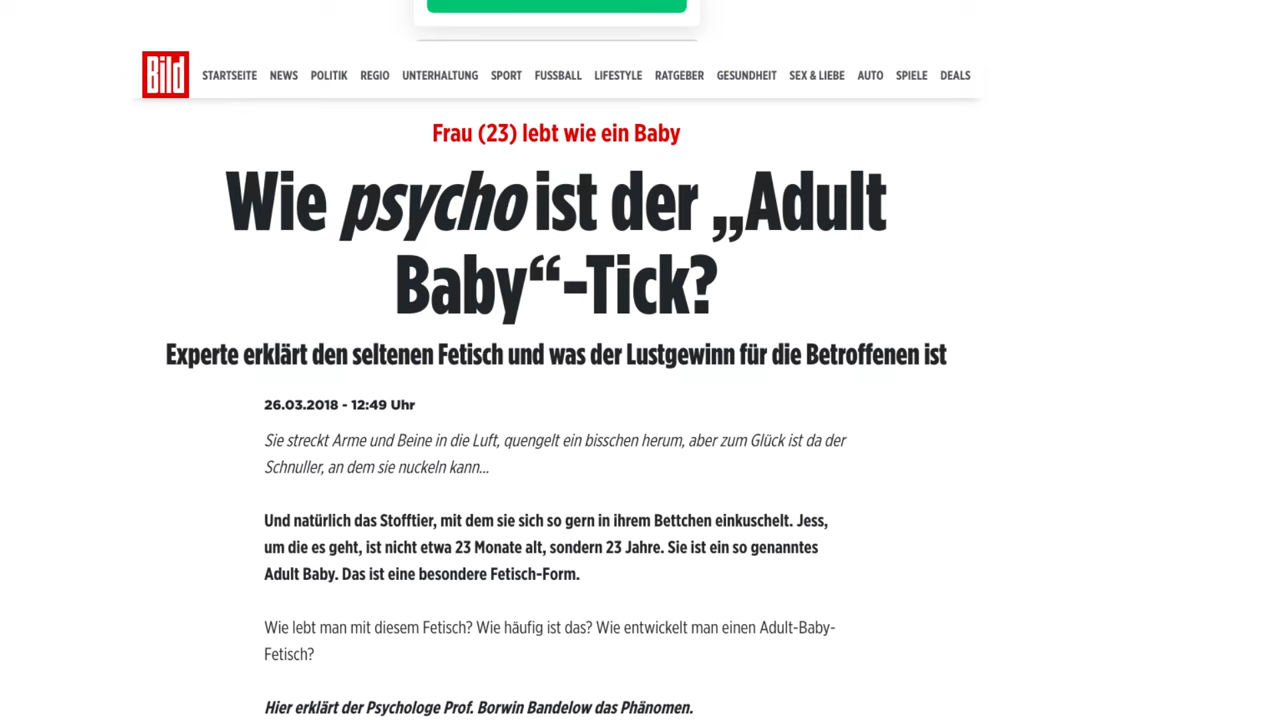 Bild
STARTSEITE NEWS POLITIK REGIO UNTERHALTUNG SPORT FUSSBALL LIFESTYLE RATGEBER GESUNDHEIT SEX & LIEBE AUTO SPIELE DEALS
Frau (23) lebt wie ein Baby
Wie psycho ist der „Adult
Baby“-Tick?
Experte erklärt den seltenen Fetisch und was der Lustgewinn für die Betroffenen ist
26.03.2018 - 12:49 Uhr
Sie streckt Arme und Beine in die Luft, quengelt ein bisschen herum, aber zum Glück ist da der
Schnuller, an dem sie nuckeln kann...
Und natürlich das Stofftier, mit dem sie sich so gern in ihrem Bettchen einkuschelt. Jess,
um die es geht, ist nicht etwa 23 Monate alt, sondern 23 Jahre. Sie ist ein so genanntes
Adult Baby. Das ist eine besondere Fetisch-Form.
Wie lebt man mit diesem Fetisch? Wie häufig ist das? Wie entwickelt man einen Adult-Baby-
Fetisch?
Hier erklärt der Psychologe Prof. Borwin Bandelow das Phänomen.